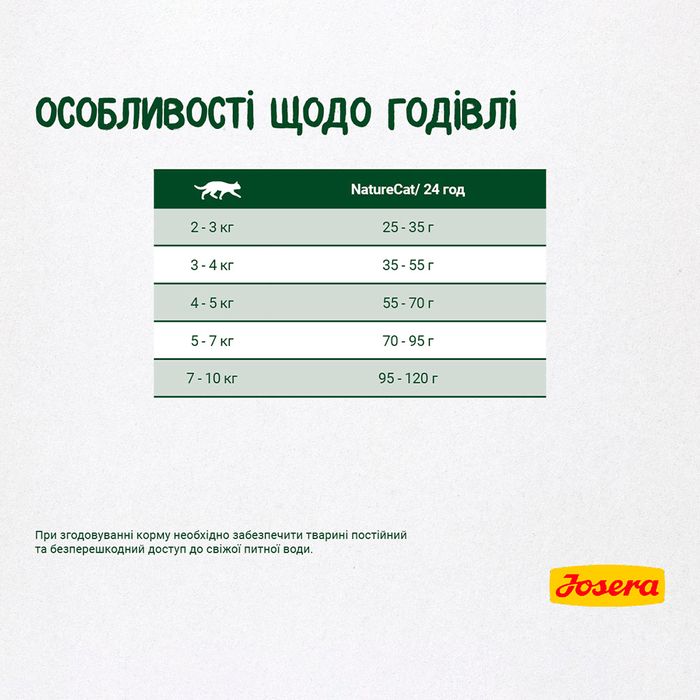 ОСОБЛИВОСТІ ЩОДО ГОДІВЛІ
NatureCat/ 24 год
2 - 3 кг 25 - 35 г
3 - 4 кг 35 - 55 г
4 - 5 кг 55 - 70 г
5 - 7 кг 70 - 95 г
7 - 10 кг 95 - 120 г
При згодовуванні корму необхідно забезпечити тварині постійний
та безперешкодний доступ до свіжої питної води.
Josera